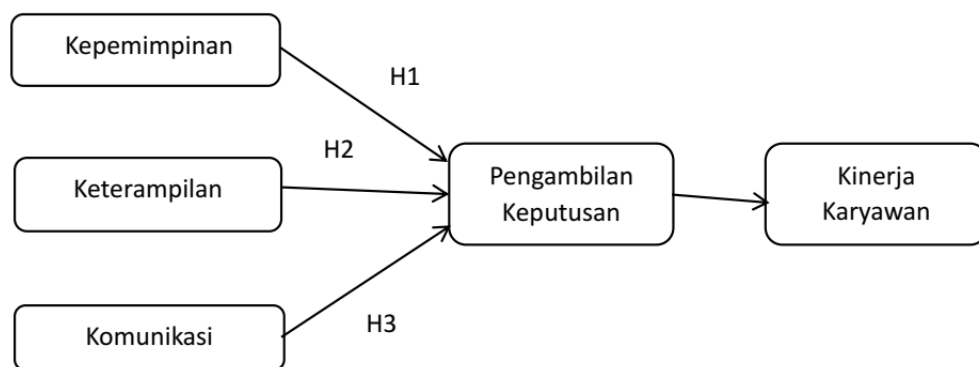 Kepemimpinan
H1
H2
Keterampilan
Pengambilan
Keputusan
Kinerja
Karyawan
Komunikasi
H3